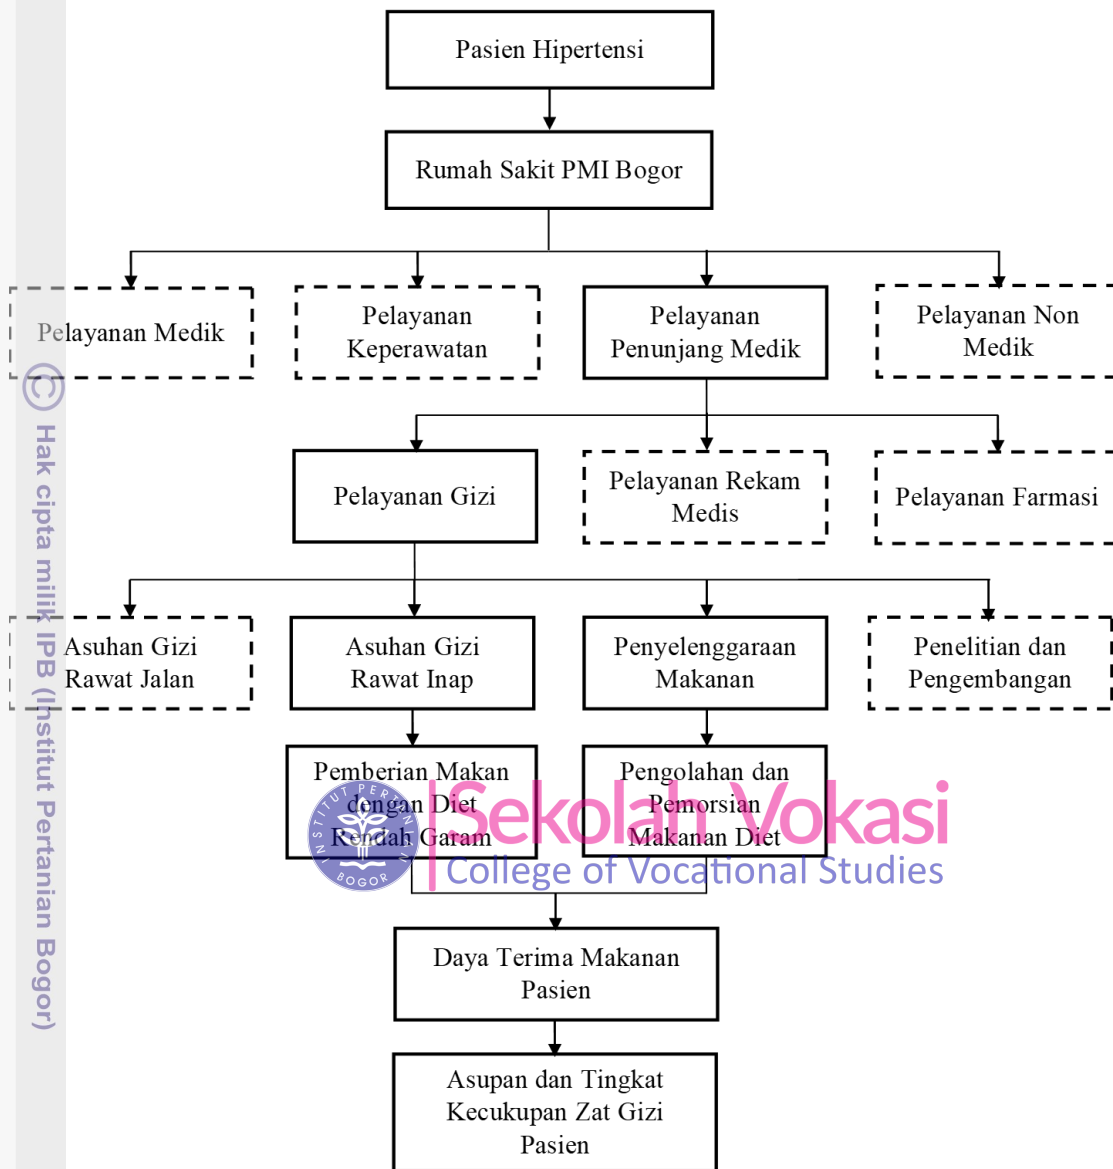 Pasien Hipertensi
Rumah Sakit PMI Bogor
Pelayanan Medik
Pelayanan
Keperawatan
Pelayanan
Penunjang Medik
Pelayanan Non
Medik
Pelayanan Gizi
Pelayanan Rekam
Medis
Pelayanan Farmasi
Asuhan Gizi
Rawat Jalan
Asuhan Gizi
Rawat Inap
Penyelenggaraan
Makanan
Penelitian dan
Pengembangan
Pemberian Makan
dengan Diet
Rendah Garam
Pengolahan dan
Pemorsian
Makanan Diet
Daya Terima Makanan
Pasien
Asupan dan Tingkat
Kecukupan Zat Gizi
Pasien
© Hak cipta milik IPB (Institut Pertanian Bogor)
INSTITUT PERTANIAN
BOGOR
Sekolah Vokasi
College of Vocational Studies